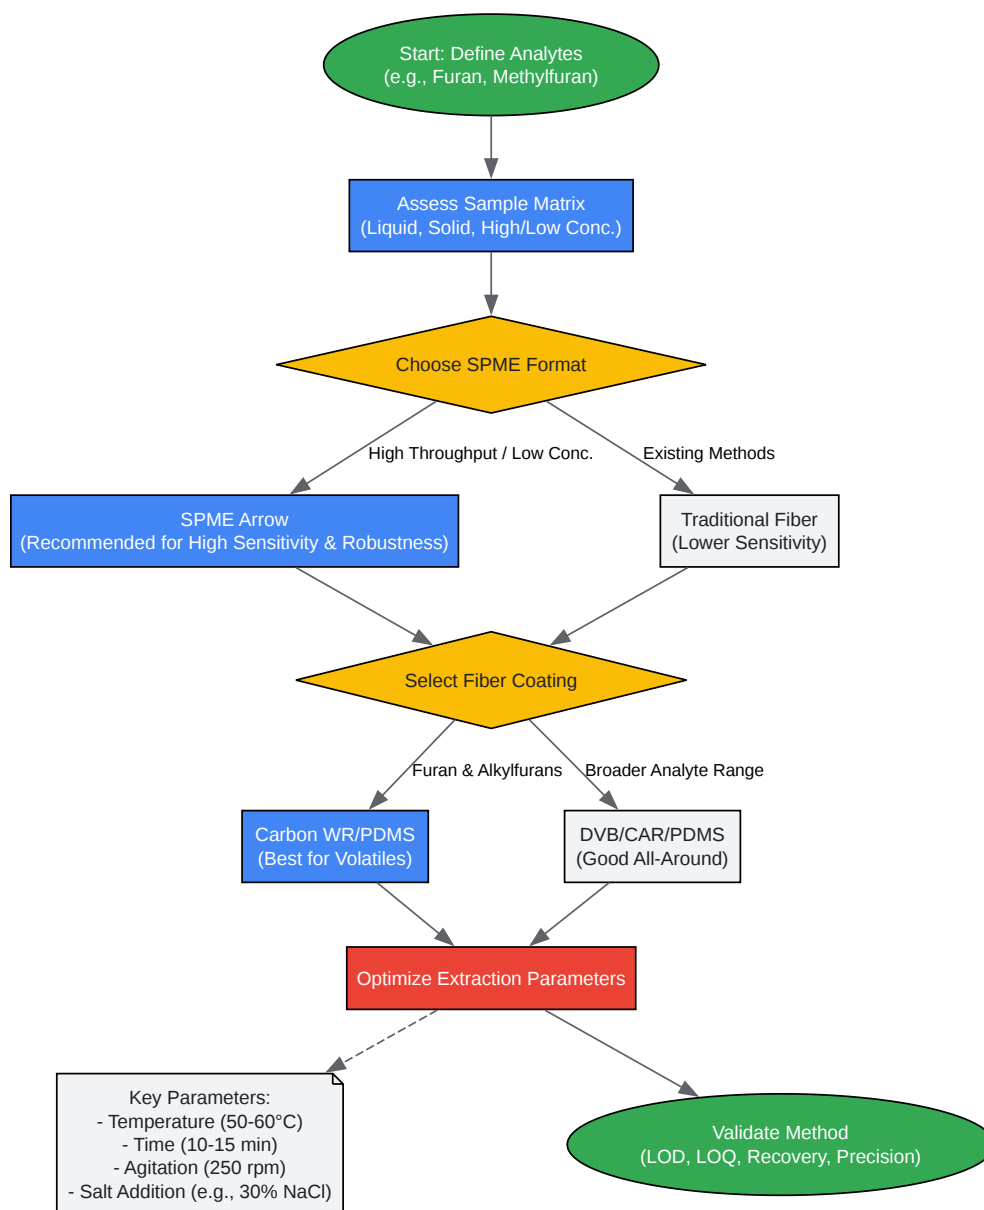 Start: Define Analytes
(e.g., Furan, Methylfuran)
Assess Sample Matrix
(Liquid, Solid, High/Low Conc.)
Choose SPME Format
High Throughput / Low Conc.
Existing Methods
SPME Arrow
(Recommended for High Sensitivity & Robustness)
Traditional Fiber
(Lower Sensitivity)
Select Fiber Coating
Furan & Alkylfurans
Broader Analyte Range
Carbon WR/PDMS
(Best for Volatiles)
DVB/CAR/PDMS
(Good All-Around)
Optimize Extraction Parameters
Key Parameters:
- Temperature (50-60°C)
- Time (10-15 min)
- Agitation (250 rpm)
- Salt Addition (e.g., 30% NaCl)
Validate Method
(LOD, LOQ, Recovery, Precision)